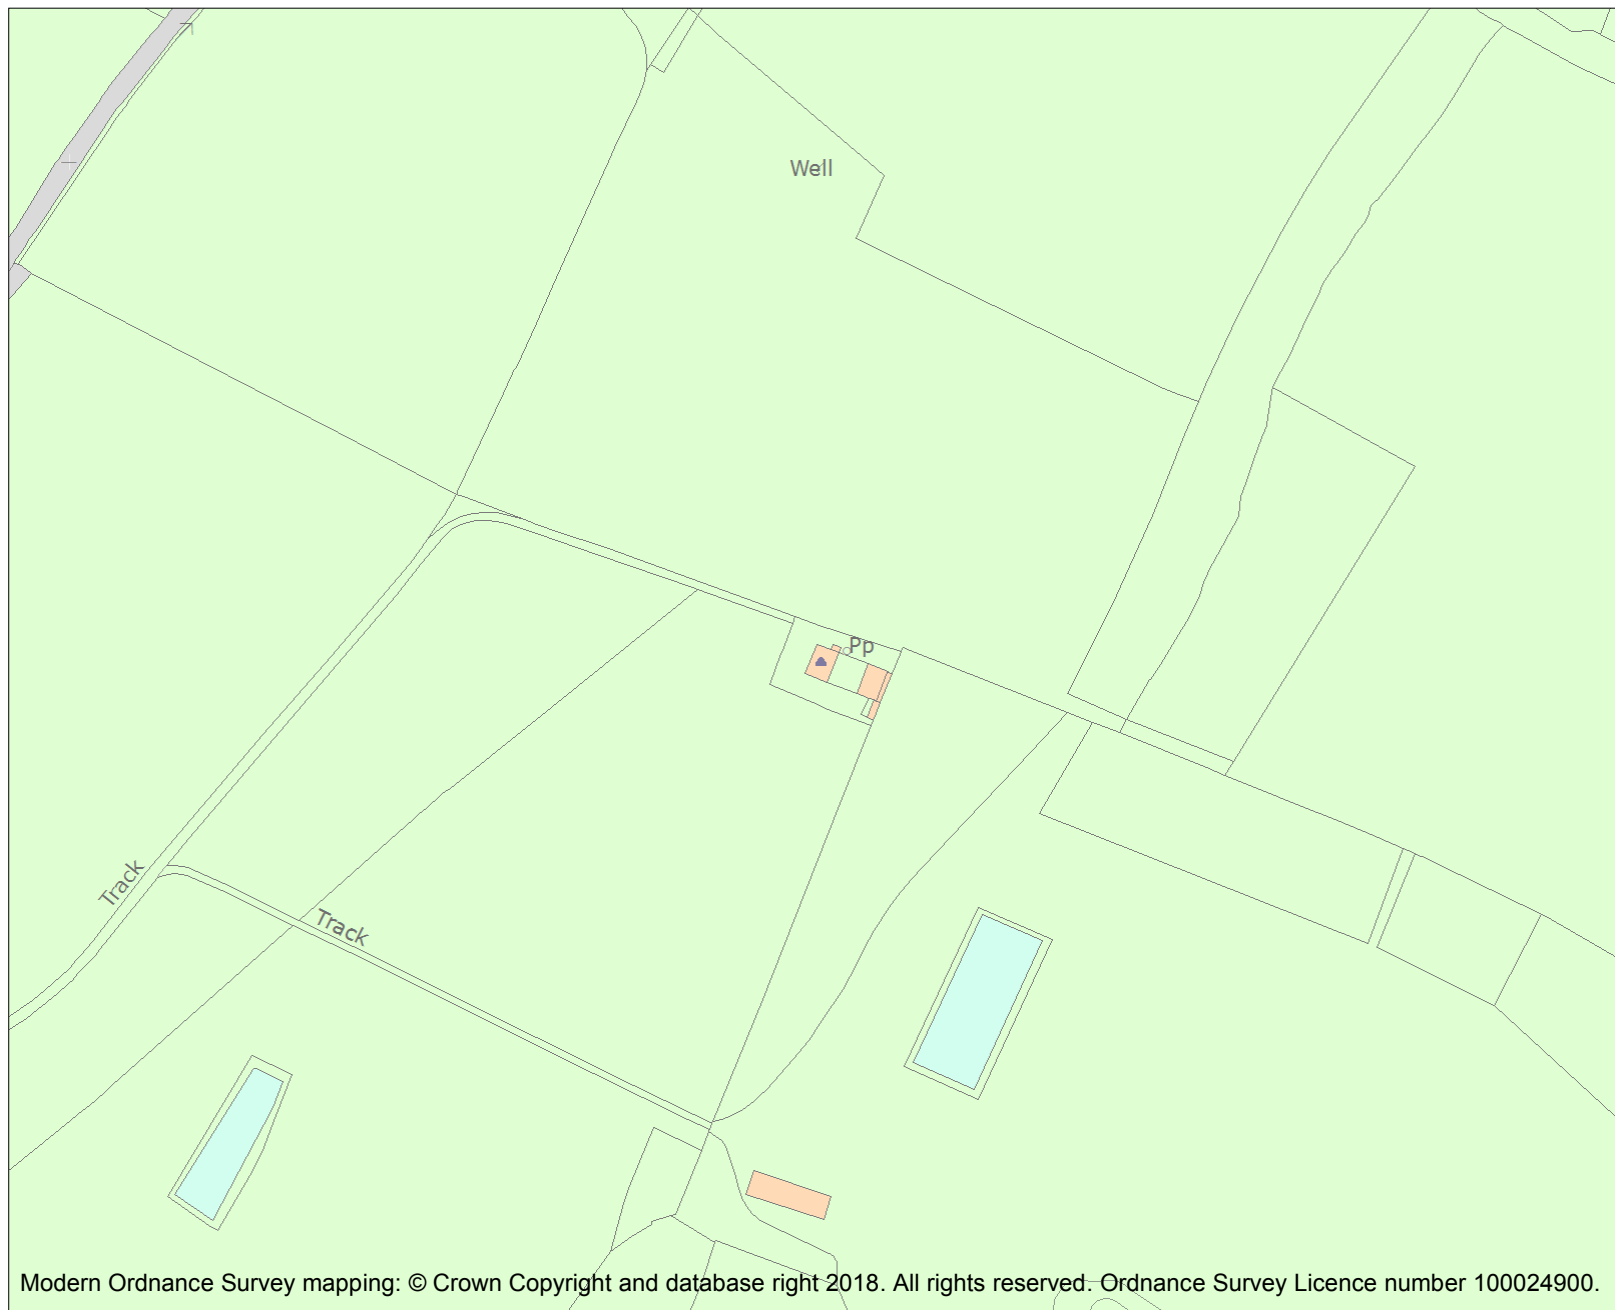 Well
Pp
Track
Track
Modern Ordnance Survey mapping: © Crown Copyright and database right 2018. All rights reserved. Ordnance Survey Licence number 100024900.